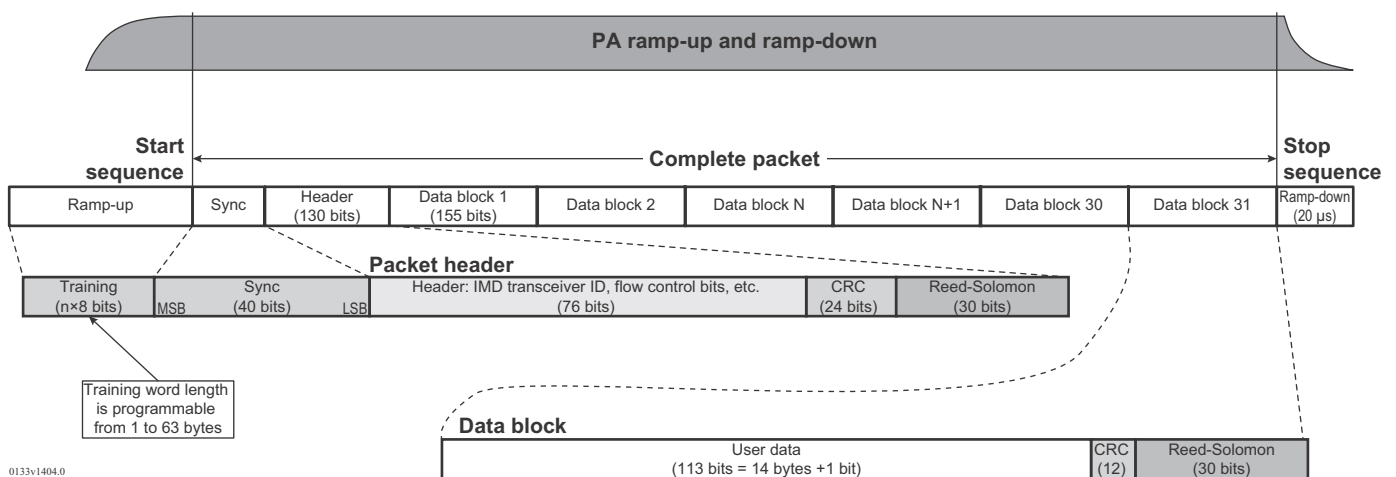 PA ramp-up and ramp-down
Start
sequence
Complete packet
Stop
sequence
Ramp-up
Sync
Header
(130 bits)
Data block 1
(155 bits)
Data block 2
Data block N
Data block N+1
Data block 30
Data block 31
Ramp-down
(20 µs)
Packet header
Training
(n×8 bits)
MSB
Sync
(40 bits)
LSB
Header: IMD transceiver ID, flow control bits, etc.
(76 bits)
CRC
(24 bits)
Reed-Solomon
(30 bits)
Training word length
is programmable
from 1 to 63 bytes
Data block
User data
(113 bits = 14 bytes +1 bit)
CRC
(12)
Reed-Solomon
(30 bits)
0133v1404.0